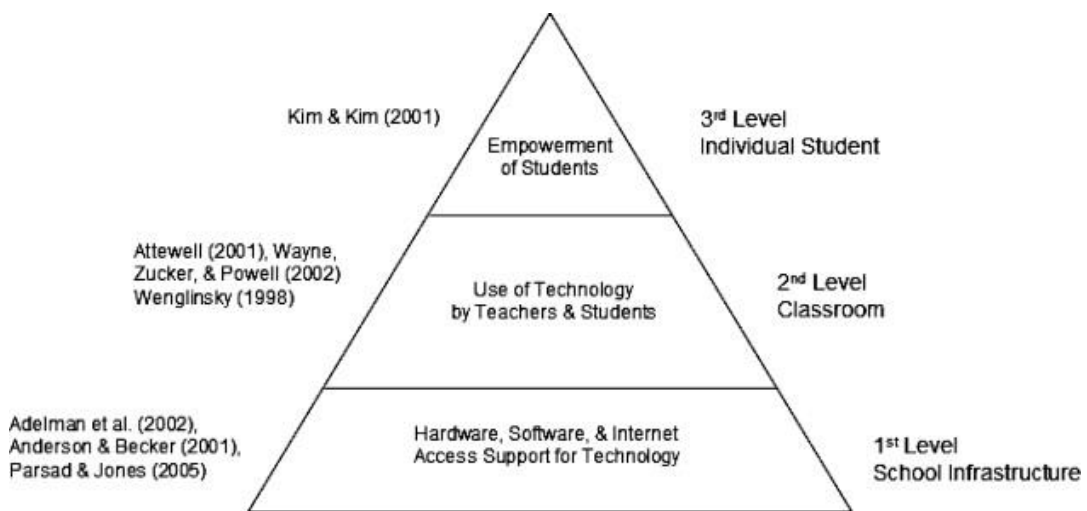 Kim & Kim (2001)
Empowerment
of Students
3rd Level
Individual Student
Attewell (2001), Wayne,
Zucker, & Powell (2002)
Wenglinsky (1998)
Use of Technology
by Teachers & Students
2nd Level
Classroom
Adelman et al. (2002),
Anderson & Becker (2001),
Parsad & Jones (2005)
Hardware, Software, & Internet
Access Support for Technology
1st Level
School Infrastructure